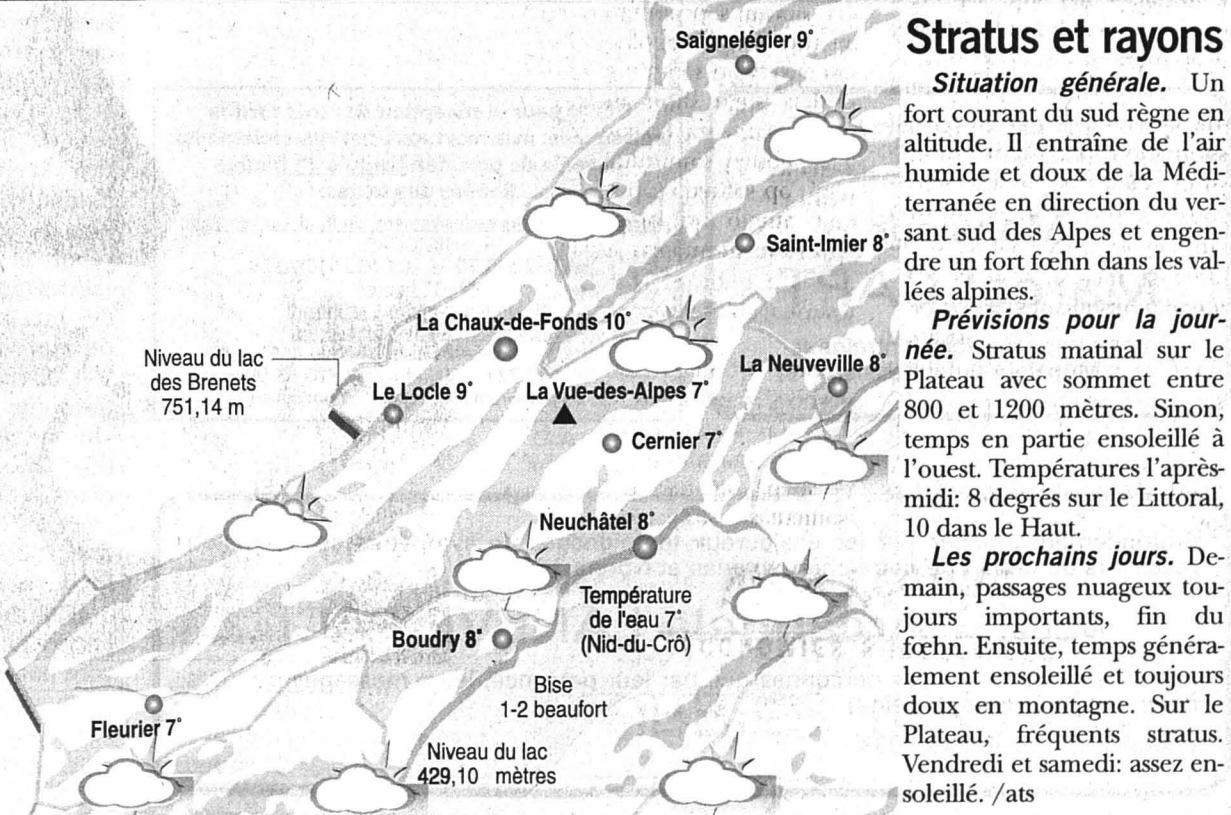 Saignelégier 9°
Saint-Imier 8°
La Chaux-de-Fonds 10°
Niveau du lac
des Brenets
751,14 m
Le Locle 9°
La Vue-des-Alpes 7°
La Neuveville 8°
Cernier 7°
Neuchâtel 8°
Température
de l'eau 7°
(Nid-du-Crô)
Boudry 8°
Bise
1-2 beaufort
Fleurier 7°
Niveau du lac
429,10 mètres
Stratus et rayons
Situation générale. Un
fort courant du sud règne en
altitude. Il entraîne de l'air
humide et doux de la Médi-
terranée en direction du ver-
sant sud des Alpes et engen-
dre un fort fœhn dans les val-
lées alpines.
Prévisions pour la jour-
née. Stratus matinal sur le
Plateau avec sommet entre
800 et 1200 mètres. Sinon,
temps en partie ensoleillé à
l'ouest. Températures l'après-
midi: 8 degrés sur le Littoral,
10 dans le Haut.
Les prochains jours. De-
main, passages nuageux tou-
jours importants, fin du
fœhn. Ensuite, temps généra-
lement ensoleillé et toujours
doux en montagne. Sur le
Plateau, fréquents stratus.
Vendredi et samedi: assez en-
soleillé. /ats